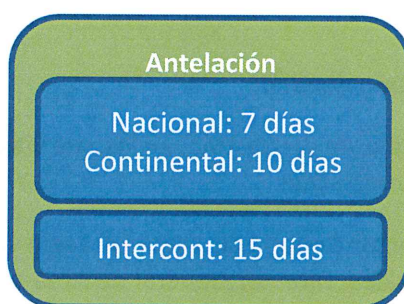 Antelación
Nacional: 7 días
Continental: 10 días
Intercont: 15 días